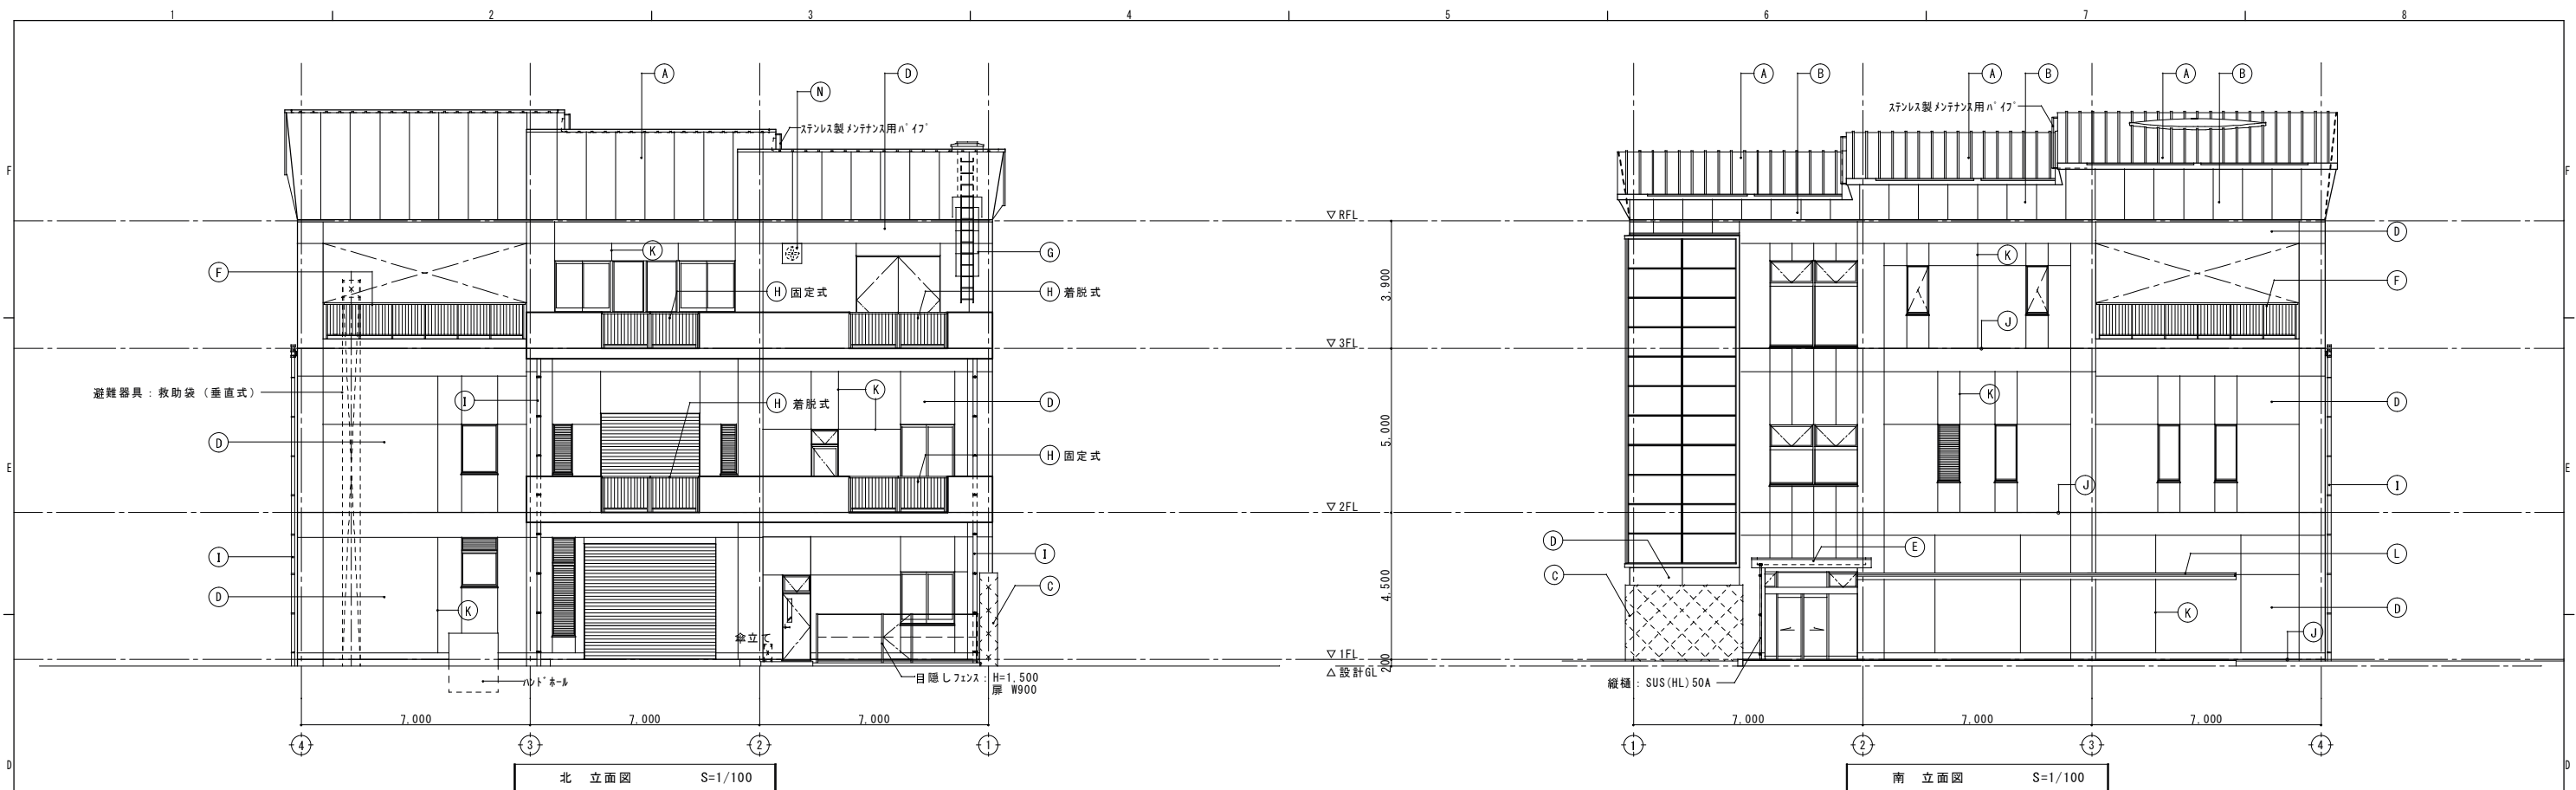 1 2 3 4 5 6 7 8
A
D
N
ステンレス製メンテナンス用パイプ
F
K
G
H 固定式
H 着脱式
避難器具：救助袋（垂直式）
I
K
H 着脱式
D
D
H 固定式
I
I
D
K
C
傘立て
ハンドホール
目隠しフェンス：H=1,500
扉 W900
7,000 7,000 7,000
4 3 2 1
北 立面図 S=1/100
▽RFL
3,900
▽3FL
5,000
▽2FL
4,500
▽1FL
200
△設計GL
A
B
A
B
A
B
ステンレス製メンテナンス用パイプ
D
K
F
J
K
D
J
I
D
E
L
C
K
D
J
縦樋：SUS(HL)50A
7,000 7,000 7,000
1 2 3 4
南 立面図 S=1/100
F F
E E
D D